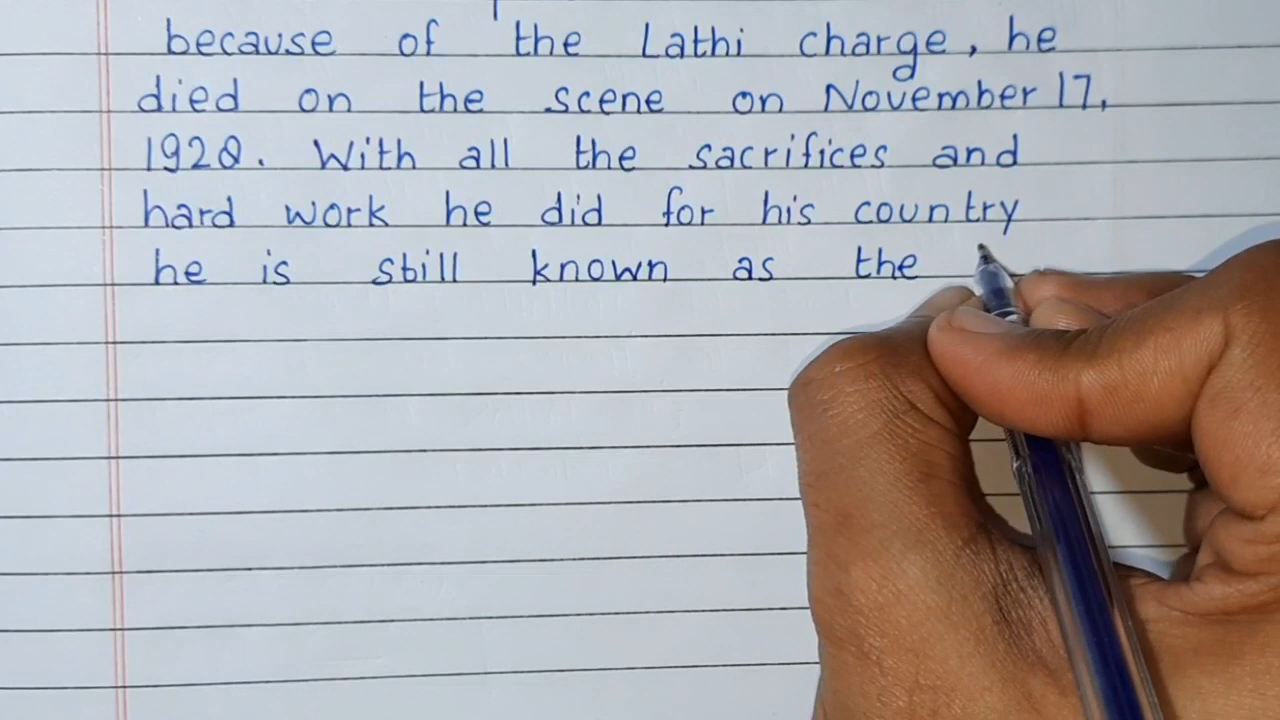 because of the Lathi charge, he
died on the scene on November 17,
1928. With all the sacrifices and
hard work he did for his country
he is still known as the